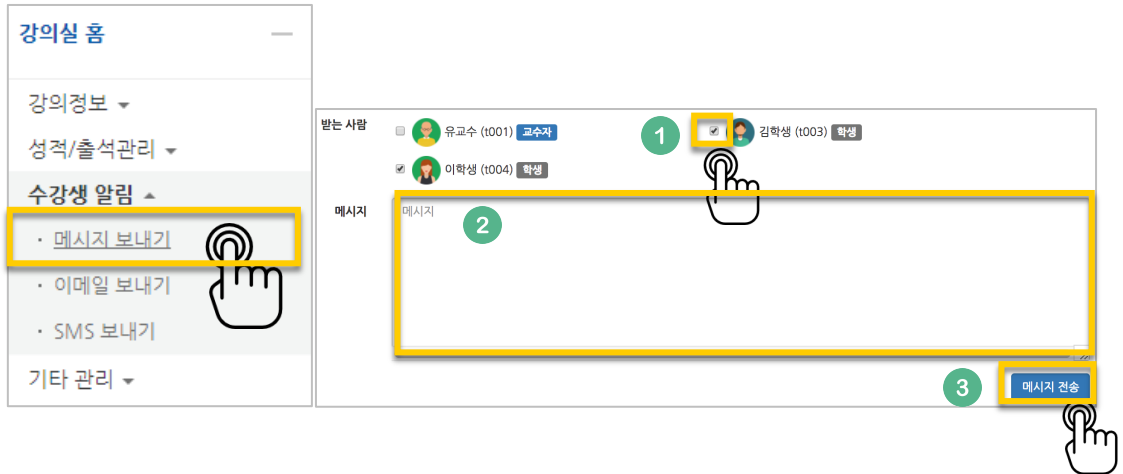 강의실 홈
강의정보
성적/출석관리
수강생 알림
· 메시지 보내기
· 이메일 보내기
· SMS 보내기
기타 관리
받는 사람
유교수 (t001) 교수자
1
김학생 (t003) 학생
이학생 (t004) 학생
메시지
메시지
2
3
메시지 전송